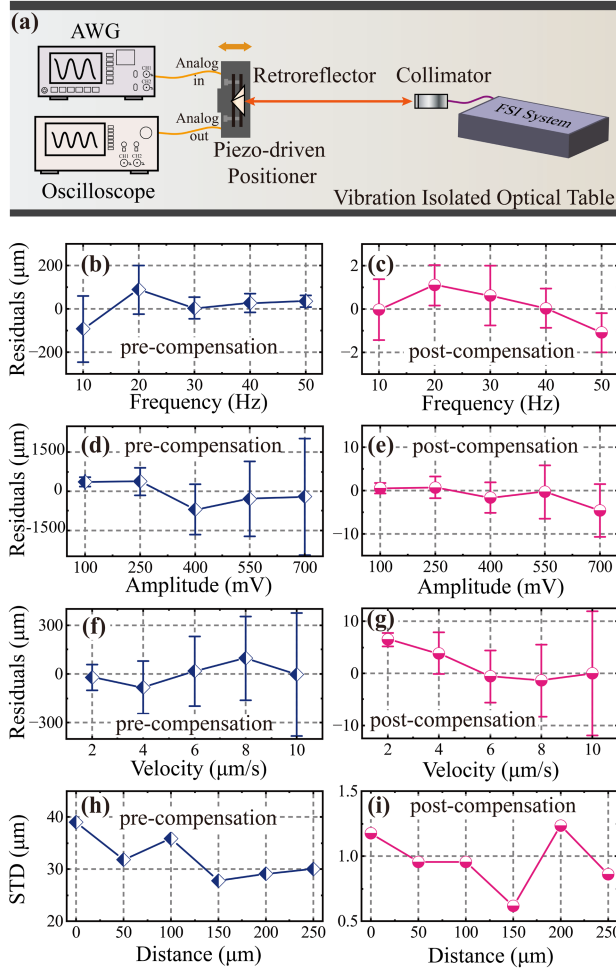 (a)
AWG
Analog
in
Retroreflector
Collimator
CH1
CH2
FSI System
Analog
out
CH1 CH2
Oscilloscope
Piezo-driven
Positioner
Vibration Isolated Optical Table
(b)
Residuals (μm)
200
0
−200
pre-compensation
10 20 30 40 50
Frequency (Hz)
(c)
2
0
−2
post-compensation
10 20 30 40 50
Frequency (Hz)
(d)
pre-compensation
Residuals (μm)
1500
0
−1500
100 250 400 550 700
Amplitude (mV)
(e)
post-compensation
10
0
−10
100 250 400 550 700
Amplitude (mV)
(f)
Residuals (μm)
300
0
−300
pre-compensation
2 4 6 8 10
Velocity (μm/s)
(g)
10
0
−10
post-compensation
2 4 6 8 10
Velocity (μm/s)
(h)
pre-compensation
STD (μm)
40
30
20
0 50 100 150 200 250
Distance (μm)
(i)
post-compensation
1.5
1.0
0.5
0 50 100 150 200 250
Distance (μm)